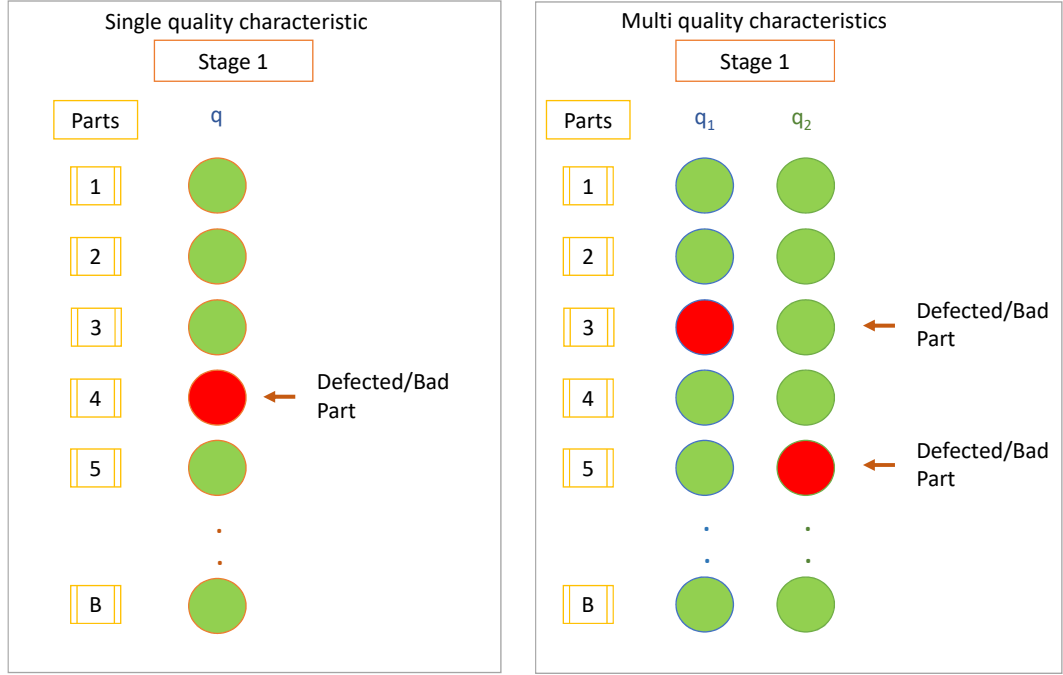 Single quality characteristic
Stage 1
Parts
q
1
2
3
4
Defected/Bad
Part
5
.
.
B
Multi quality characteristics
Stage 1
Parts
q₁
q₂
1
2
3
Defected/Bad
Part
4
5
Defected/Bad
Part
. .
. .
B